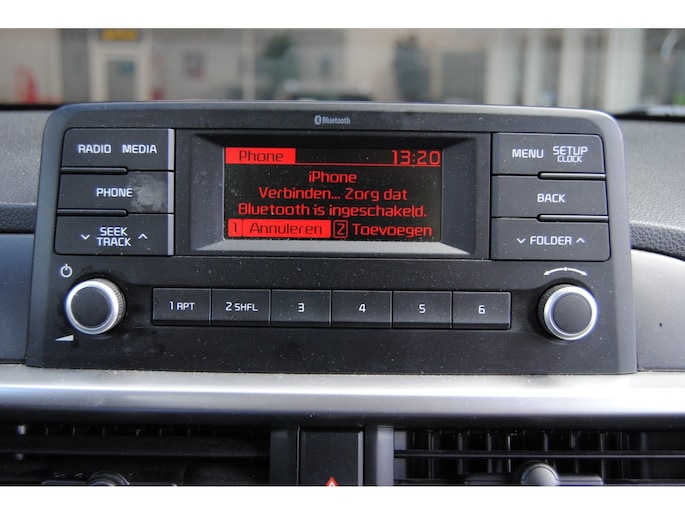 Bluetooth
RADIO MEDIA
PHONE
SEEK
TRACK
Phone 13:20
iPhone
Verbinden... Zorg dat
Bluetooth is ingeschakeld.
1 Annuleren 2 Toevoegen
MENU SETUP
CLOCK
BACK
FOLDER
1 RPT 2 SHFL 3 4 5 6